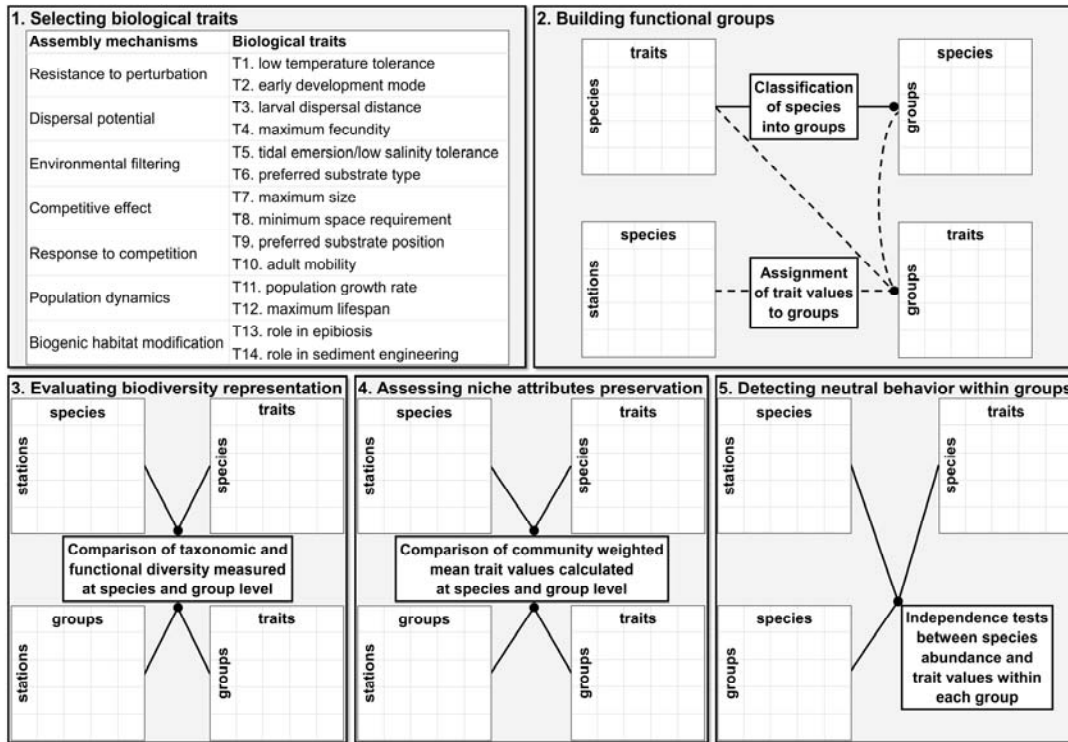 1. Selecting biological traits
Assembly mechanisms Biological traits
Resistance to perturbation
T1. low temperature tolerance
T2. early development mode
Dispersal potential
T3. larval dispersal distance
T4. maximum fecundity
Environmental filtering
T5. tidal emersion/low salinity tolerance
T6. preferred substrate type
Competitive effect
T7. maximum size
T8. minimum space requirement
Response to competition
T9. preferred substrate position
T10. adult mobility
Population dynamics
T11. population growth rate
T12. maximum lifespan
Biogenic habitat modification
T13. role in epibiosis
T14. role in sediment engineering
2. Building functional groups
traits
species
Classification
of species
into groups
species
groups
species
stations
Assignment
of trait values
to groups
traits
groups
3. Evaluating biodiversity representation
species
stations
traits
species
Comparison of taxonomic and
functional diversity measured
at species and group level
groups
stations
traits
groups
4. Assessing niche attributes preservation
species
stations
traits
species
Comparison of community weighted
mean trait values calculated
at species and group level
groups
stations
traits
groups
5. Detecting neutral behavior within groups
species
stations
traits
species
species
groups
Independence tests
between species
abundance and
trait values within
each group